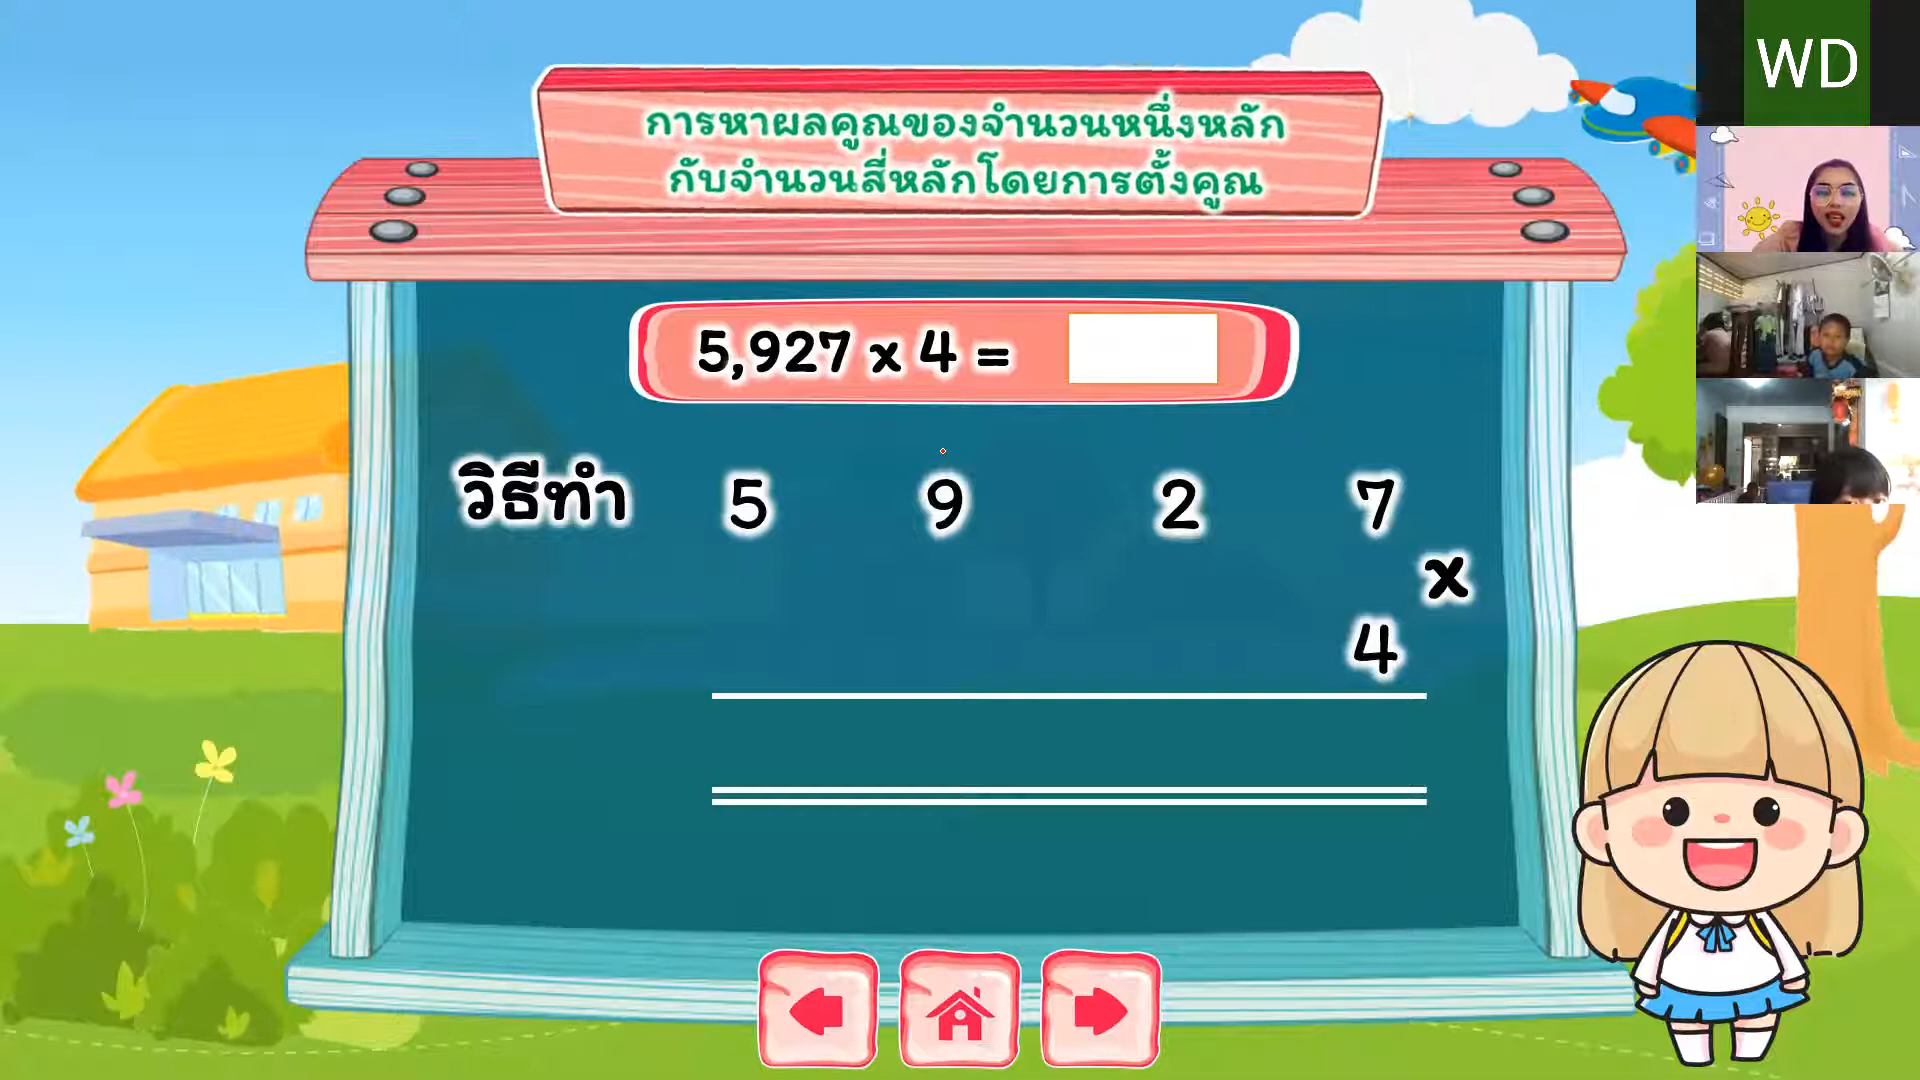 การหาผลคูณของจำนวนหนึ่งหลัก
กับจำนวนสี่หลักโดยการตั้งคูณ
5,927 x 4 =
วิธีทำ 5 9 2 7
x
4
WD